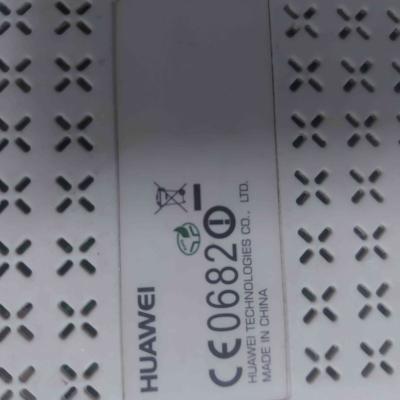 HUAWEI
CE0682
HUAWEI TECHNOLOGIES CO., LTD.
MADE IN CHINA